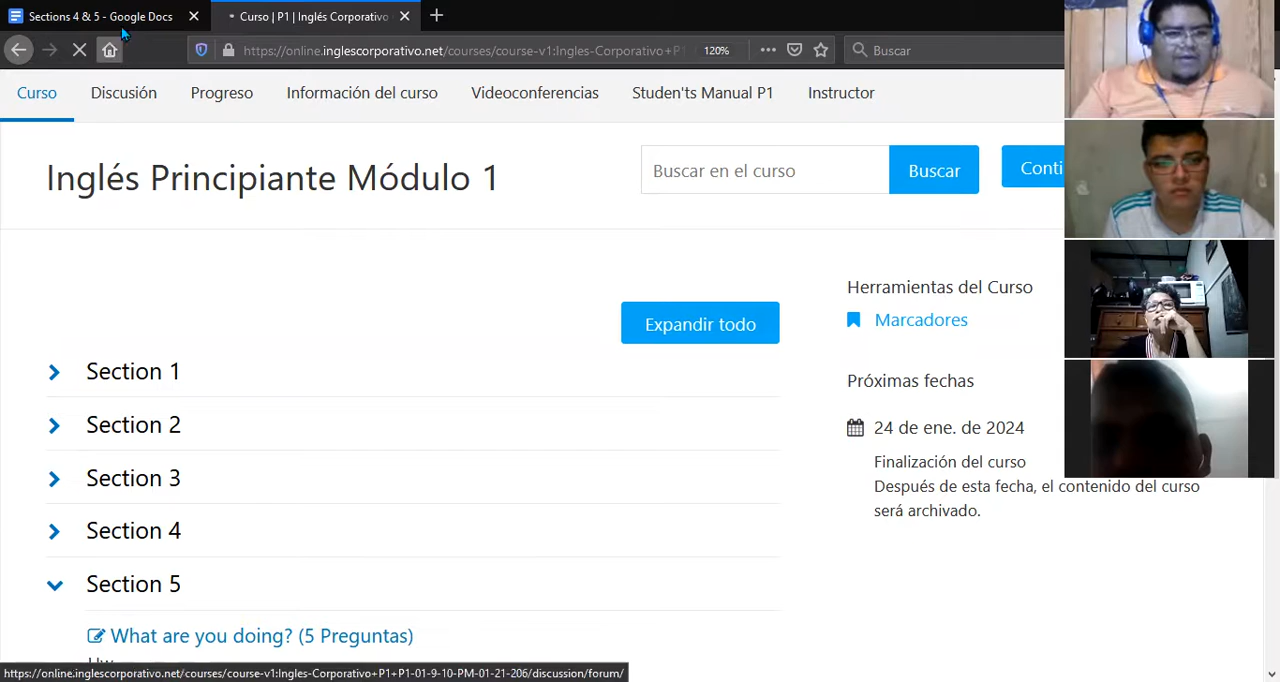 Sections 4 & 5 - Google Docs
Curso | P1 | Inglés Corporativo
https://online.inglescorporativo.net/courses/course-v1:Ingles-Corporativo+P1
120%
Buscar
Curso
Discusión
Progreso
Información del curso
Videoconferencias
Studen'ts Manual P1
Instructor
Inglés Principiante Módulo 1
Buscar en el curso
Buscar
Conti
Expandir todo
Herramientas del Curso
Marcadores
Próximas fechas
24 de ene. de 2024
Finalización del curso
Después de esta fecha, el contenido del curso
será archivado.
Section 1
Section 2
Section 3
Section 4
Section 5
What are you doing? (5 Preguntas)
https://online.inglescorporativo.net/courses/course-v1:Ingles-Corporativo+P1+P1-01-9-10-PM-01-21-206/discussion/forum/